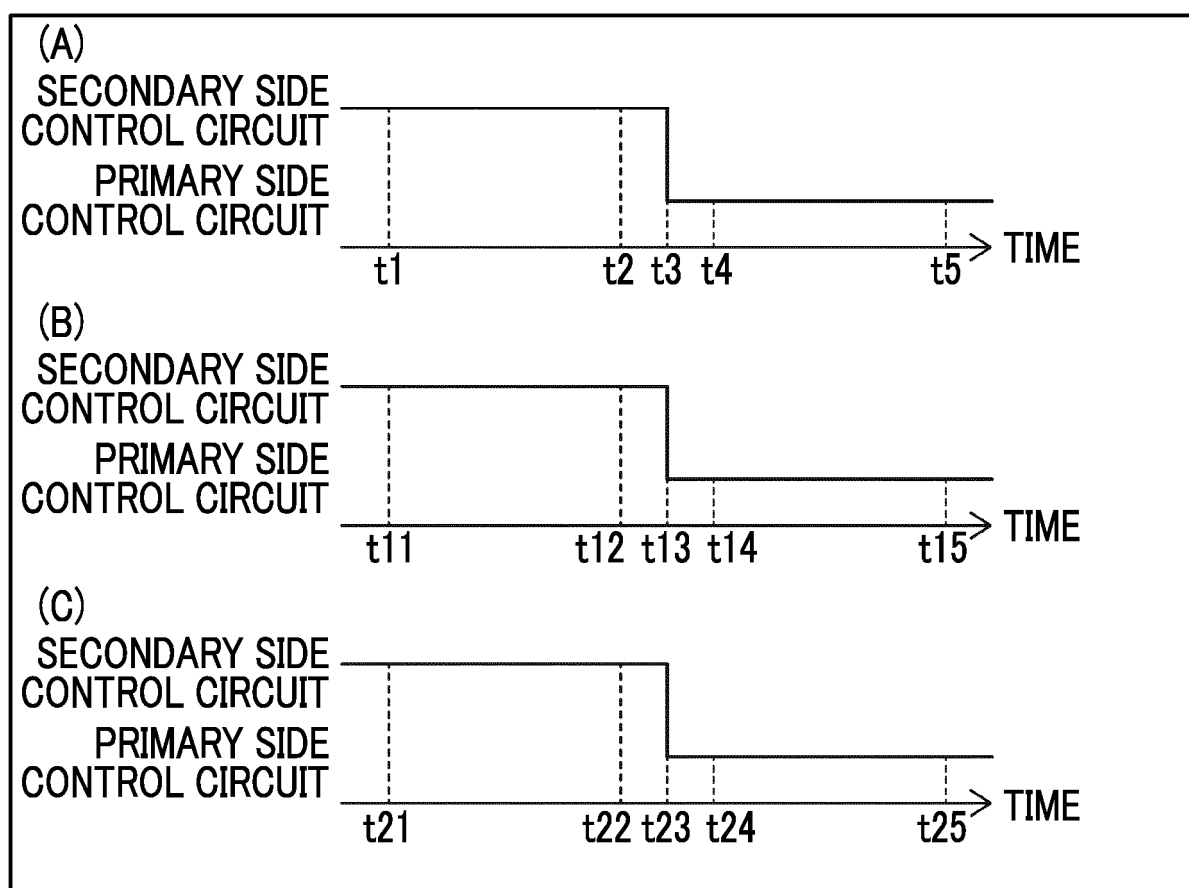 (A)
SECONDARY SIDE
CONTROL CIRCUIT
PRIMARY SIDE
CONTROL CIRCUIT
TIME
t1 t2 t3 t4 t5
(B)
SECONDARY SIDE
CONTROL CIRCUIT
PRIMARY SIDE
CONTROL CIRCUIT
TIME
t11 t12 t13 t14 t15
(C)
SECONDARY SIDE
CONTROL CIRCUIT
PRIMARY SIDE
CONTROL CIRCUIT
TIME
t21 t22 t23 t24 t25